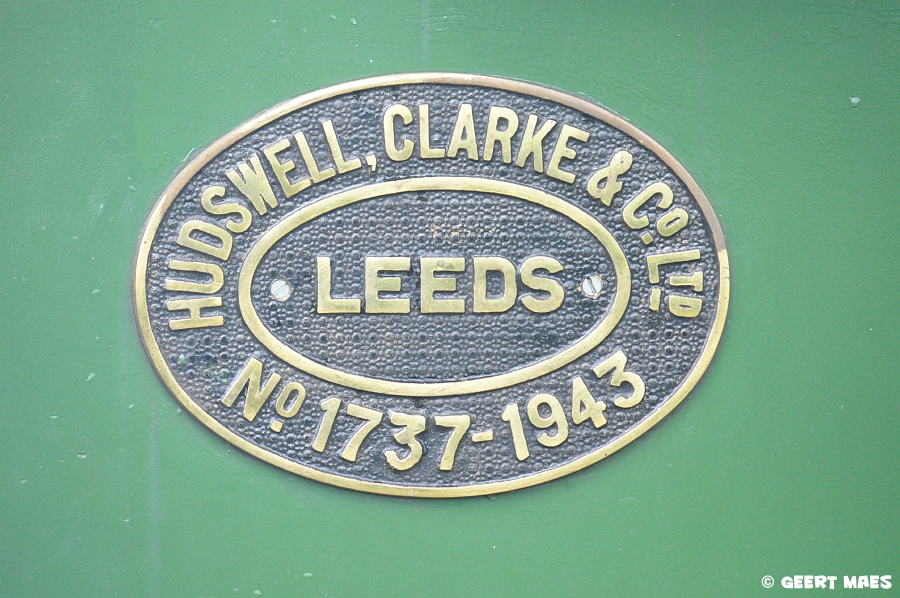 HUDSWELL, CLARKE & Co. LTD
LEEDS
No 1737-1943
© GEERT MAES